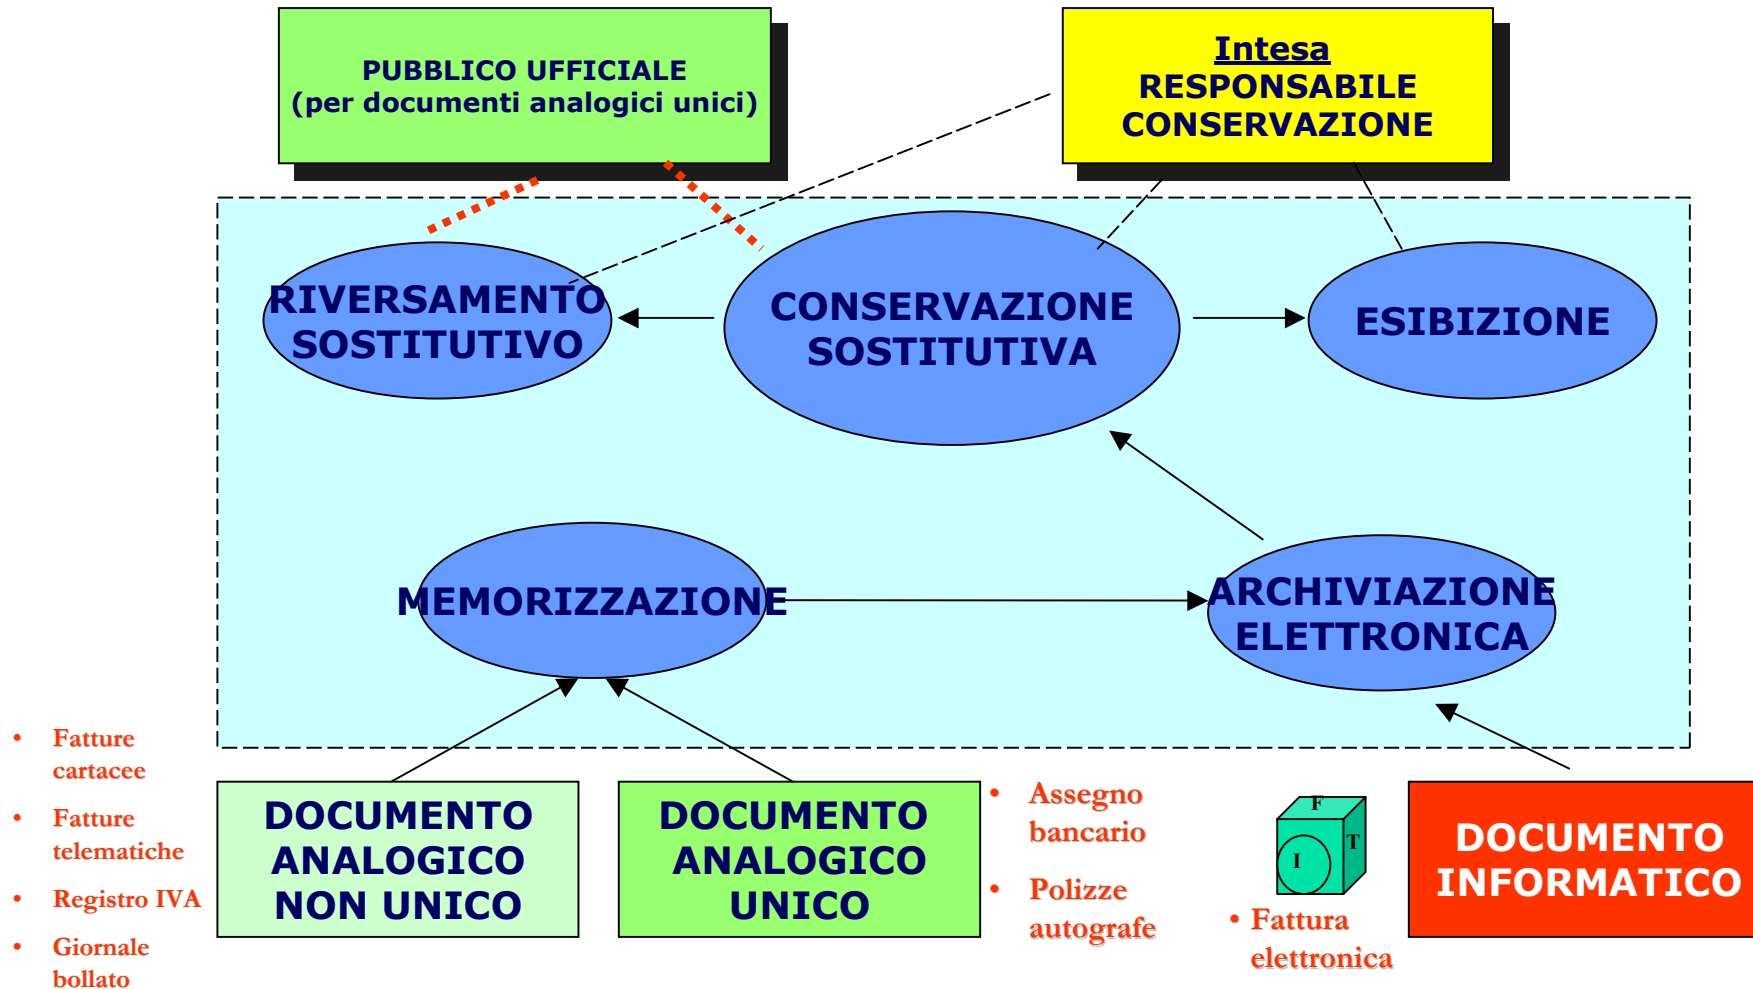 PUBBLICO UFFICIALE
(per documenti analogici unici)
Intesa
RESPONSABILE
CONSERVAZIONE
RIVERSAMENTO
SOSTITUTIVO
CONSERVAZIONE
SOSTITUTIVA
ESIBIZIONE
MEMORIZZAZIONE
ARCHIVIAZIONE
ELETTRONICA
• Fatture
cartacee
• Fatture
telematiche
• Registro IVA
• Giornale
bollato
DOCUMENTO
ANALOGICO
NON UNICO
DOCUMENTO
ANALOGICO
UNICO
• Assegno
bancario
• Polizze
autografe
F
T
I
• Fattura
elettronica
DOCUMENTO
INFORMATICO